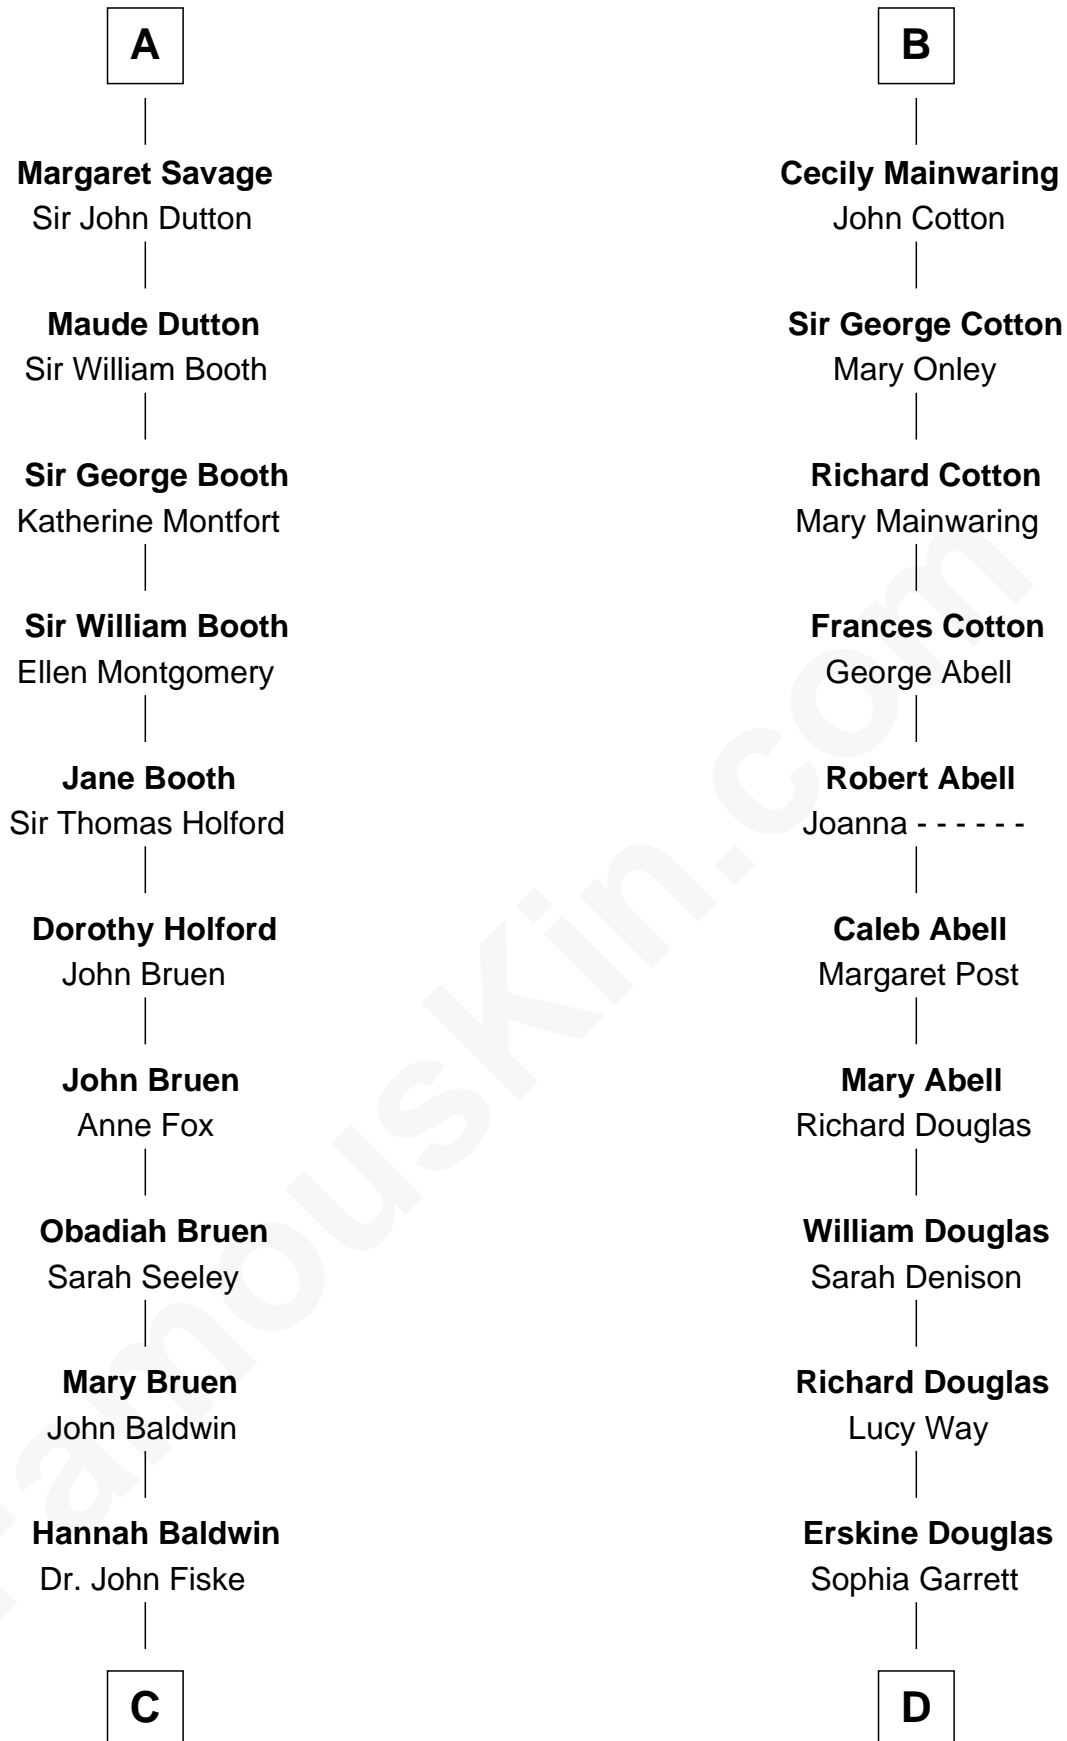 A
Margaret Savage
Sir John Dutton
Maude Dutton
Sir William Booth
Sir George Booth
Katherine Montfort
Sir William Booth
Ellen Montgomery
Jane Booth
Sir Thomas Holford
Dorothy Holford
John Bruen
John Bruen
Anne Fox
Obadiah Bruen
Sarah Seeley
Mary Bruen
John Baldwin
Hannah Baldwin
Dr. John Fiske
C
B
Cecily Mainwaring
John Cotton
Sir George Cotton
Mary Onley
Richard Cotton
Mary Mainwaring
Frances Cotton
George Abell
Robert Abell
Joanna - - - - - -
Caleb Abell
Margaret Post
Mary Abell
Richard Douglas
William Douglas
Sarah Denison
Richard Douglas
Lucy Way
Erskine Douglas
Sophia Garrett
D
FamousKin.com